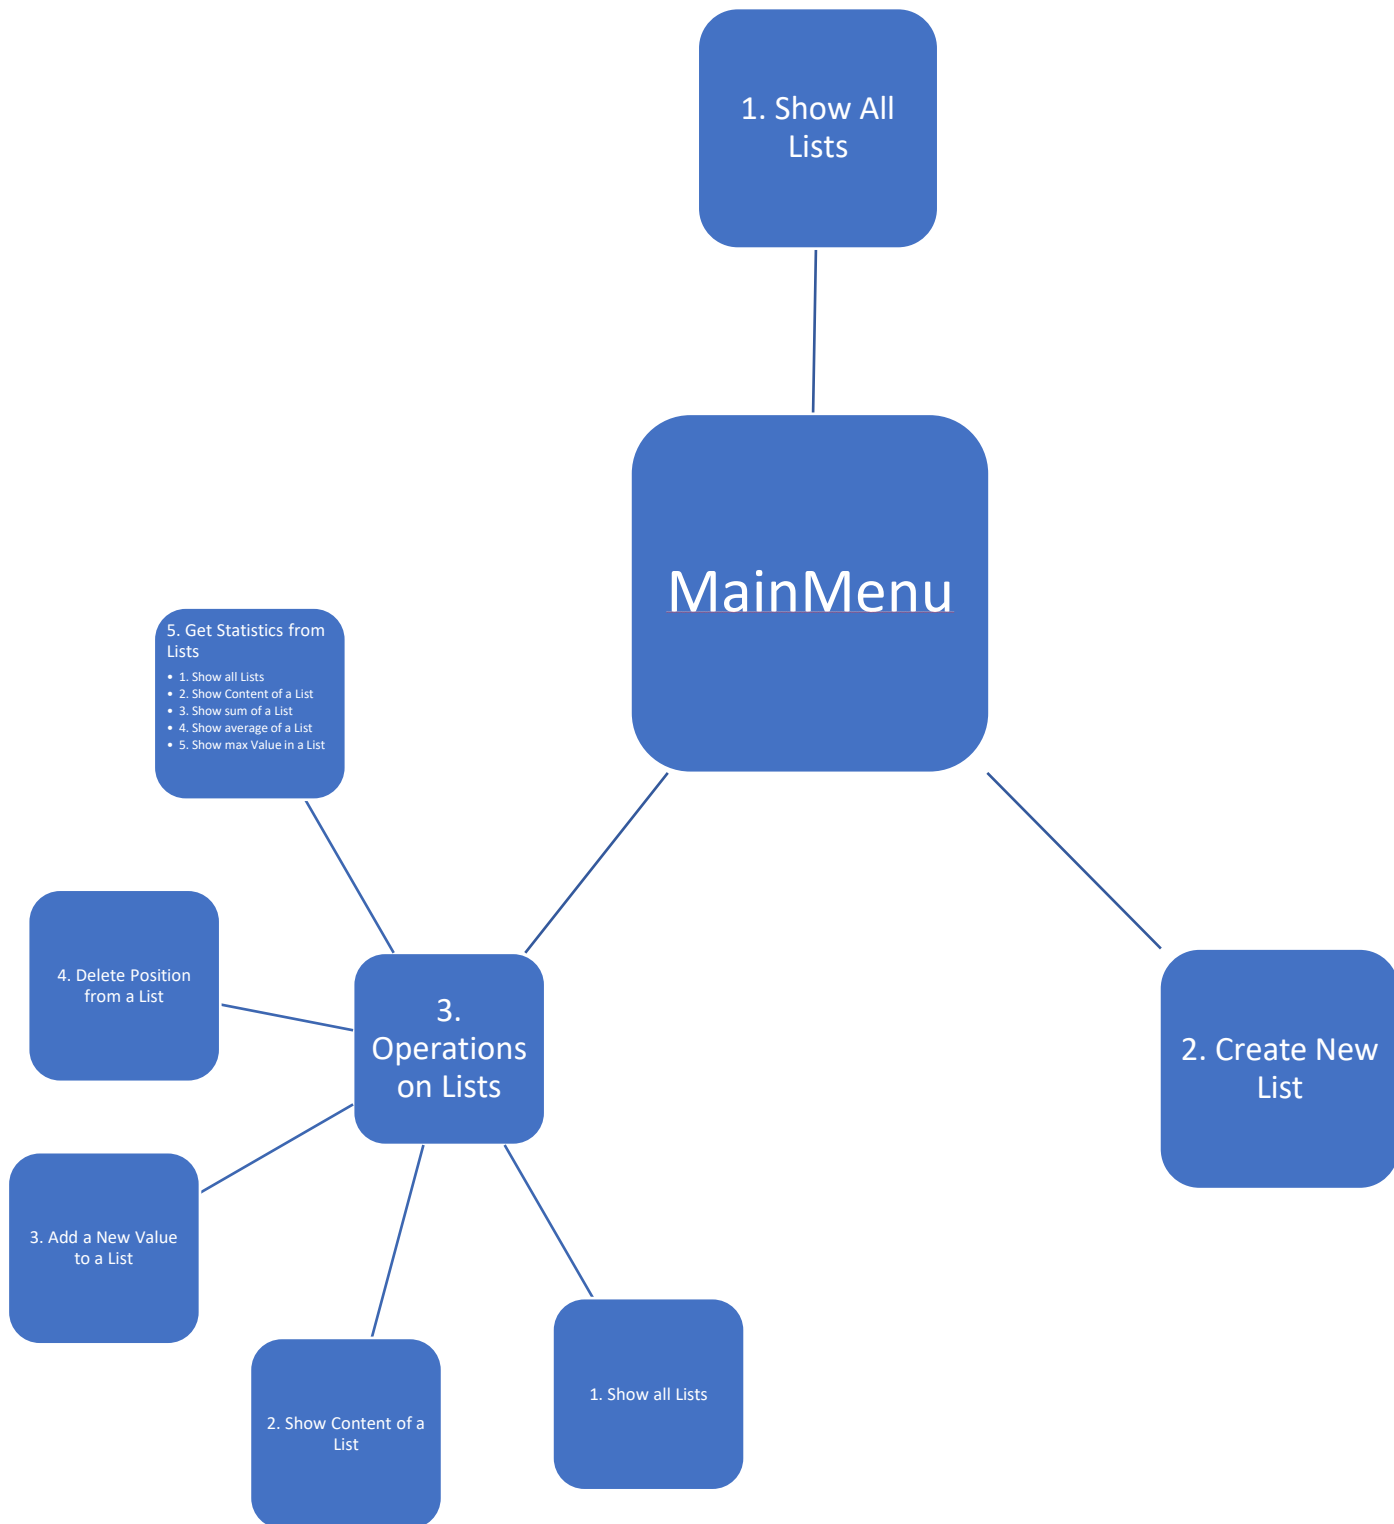 1. Show All
Lists
MainMenu
5. Get Statistics from
Lists
• 1. Show all Lists
• 2. Show Content of a List
• 3. Show sum of a List
• 4. Show average of a List
• 5. Show max Value in a List
4. Delete Position
from a List
3.
Operations
on Lists
2. Create New
List
3. Add a New Value
to a List
2. Show Content of a
List
1. Show all Lists